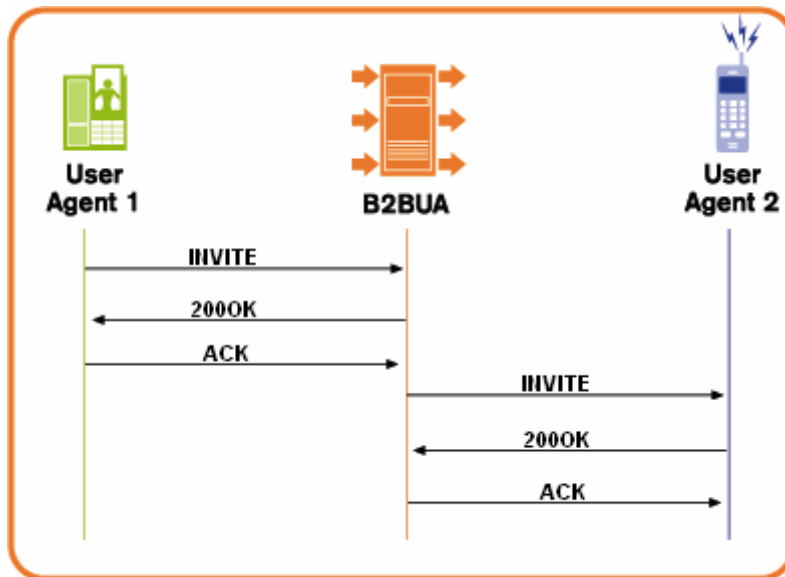 User
Agent 1
B2BUA
User
Agent 2
INVITE
200OK
ACK
INVITE
200OK
ACK